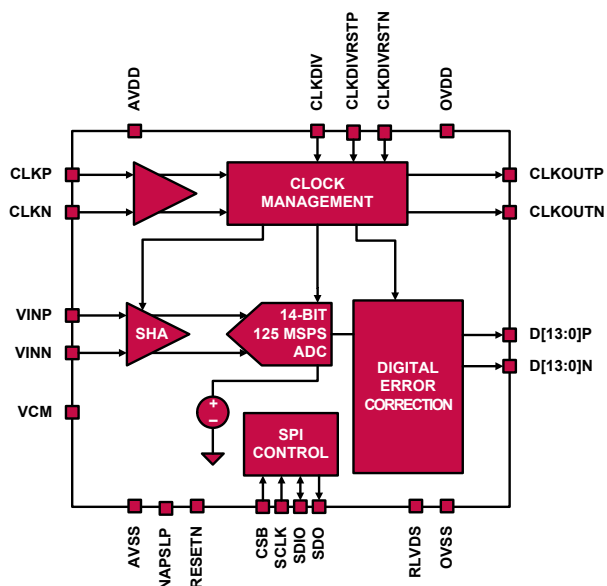 AVDD
CLKDIV
CLKDIVRSTP
CLKDIVRSTN
OVDD
CLKP
CLKN
CLOCK
MANAGEMENT
CLKOUTP
CLKOUTN
VINP
VINN
SHA
14-BIT
125 MSPS
ADC
DIGITAL
ERROR
CORRECTION
D[13:0]P
D[13:0]N
VCM
+
–
SPI
CONTROL
AVSS
NAPSLP
RESETN
CSB
SCLK
SDIO
SDO
RLVDS
OVSS